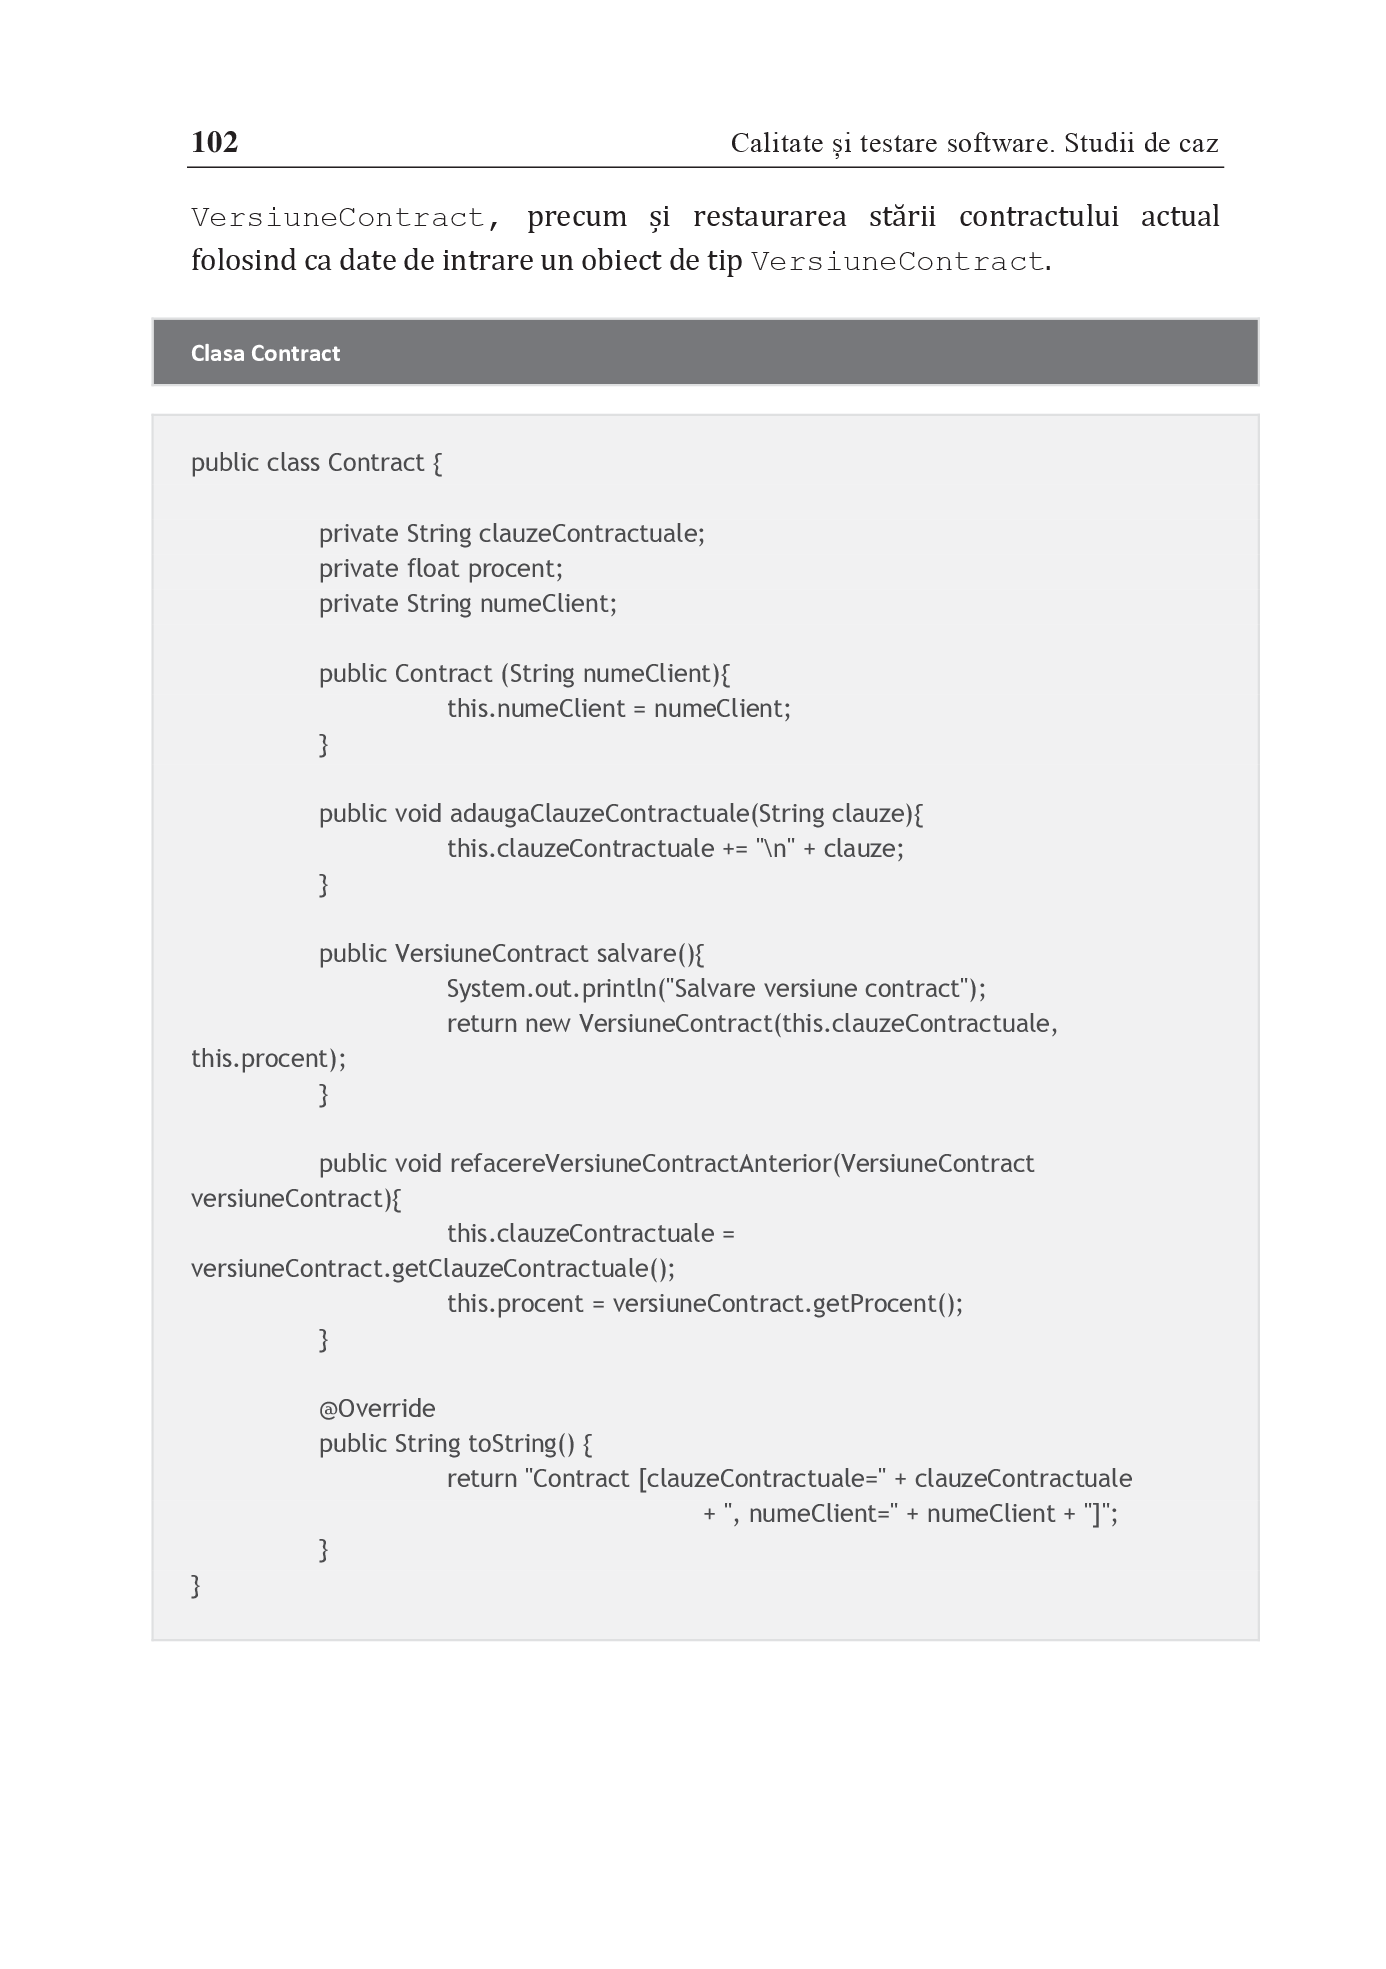 102 Calitate și testare software. Studii de caz
VersiuneContract, precum și restaurarea stării contractului actual
folosind ca date de intrare un obiect de tip VersiuneContract.
Clasa Contract
public class Contract {
private String clauzeContractuale;
private float procent;
private String numeClient;
public Contract (String numeClient){
this.numeClient = numeClient;
}
public void adaugaClauzeContractuale(String clauze){
this.clauzeContractuale += "\n" + clauze;
}
public VersiuneContract salvare(){
System.out.println("Salvare versiune contract");
return new VersiuneContract(this.clauzeContractuale,
this.procent);
}
public void refacereVersiuneContractAnterior(VersiuneContract
versiuneContract){
this.clauzeContractuale =
versiuneContract.getClauzeContractuale();
this.procent = versiuneContract.getProcent();
}
@Override
public String toString() {
return "Contract [clauzeContractuale=" + clauzeContractuale
+ ", numeClient=" + numeClient + "]";
}
}